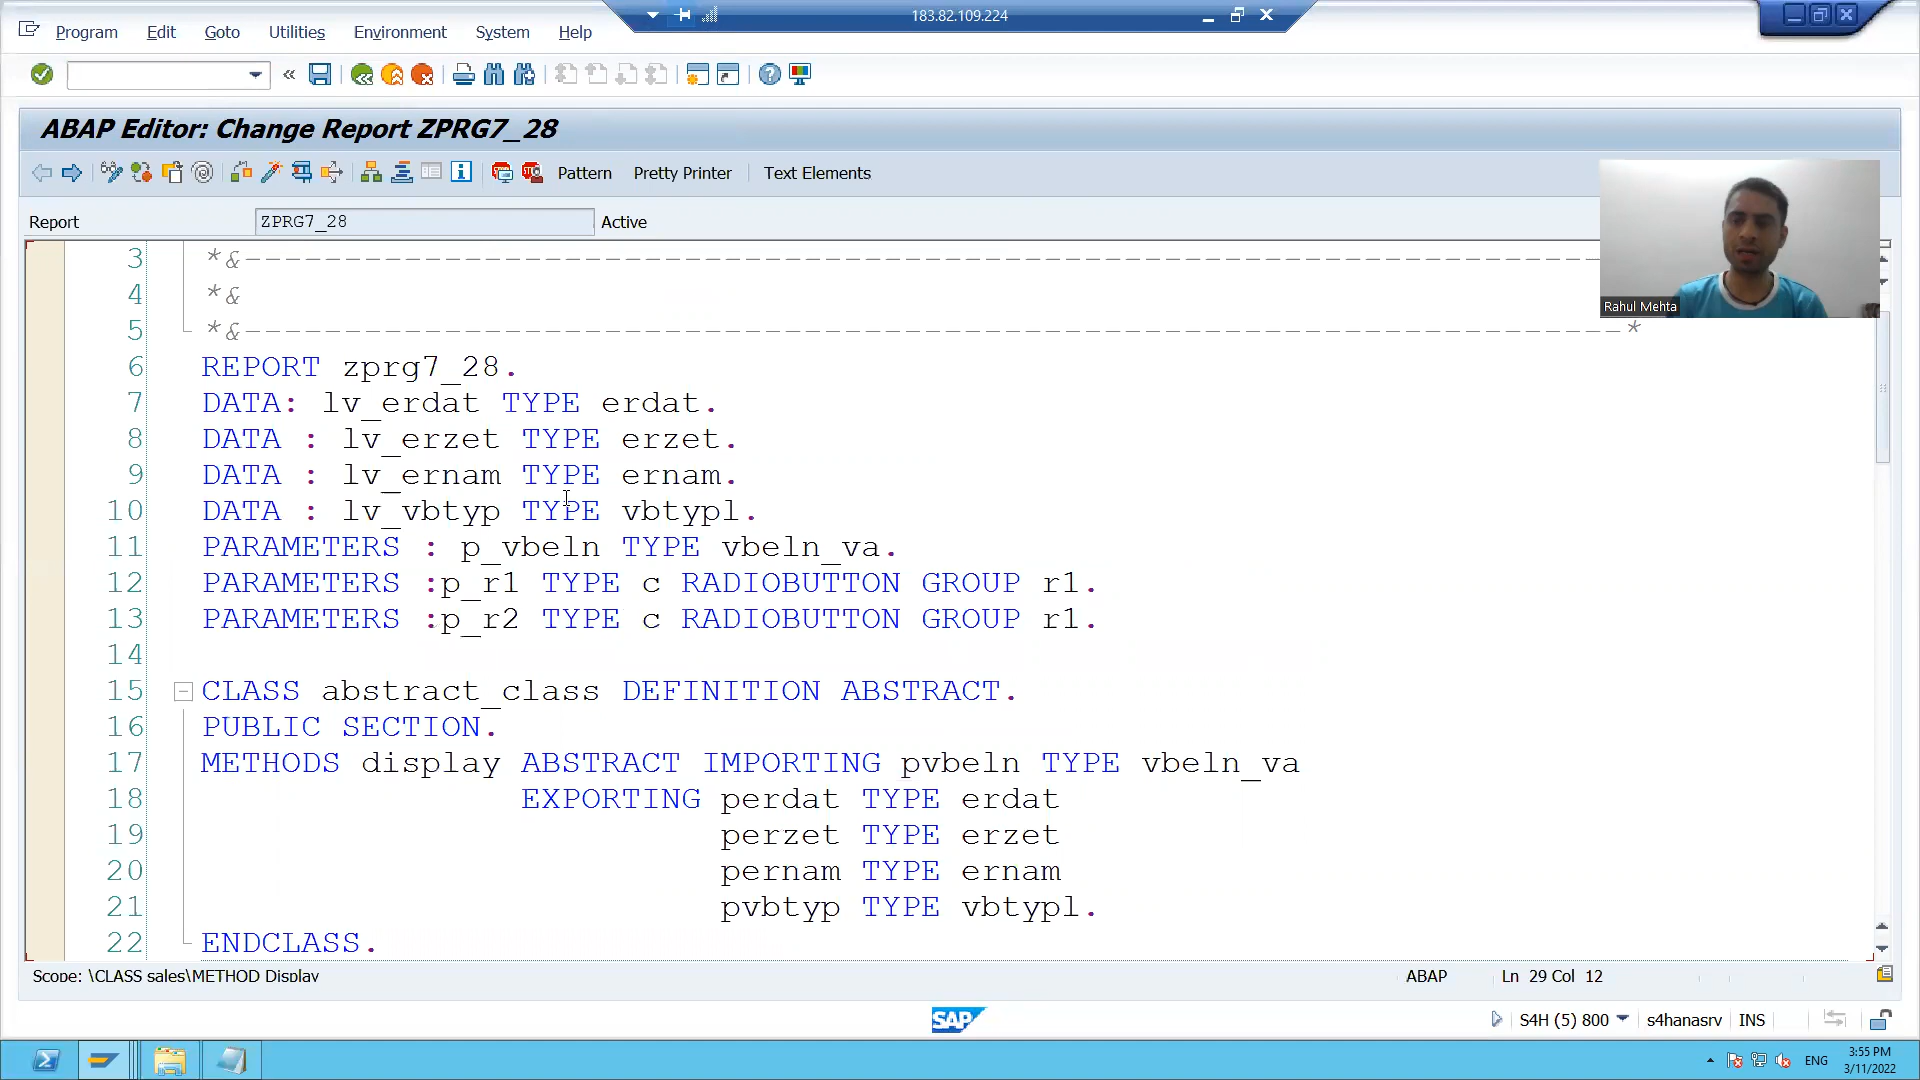 183.82.109.224
Program Edit Goto Utilities Environment System Help
ABAP Editor: Change Report ZPRG7_28
Pattern Pretty Printer Text Elements
Report ZPRG7_28 Active
Rahul Mehta
3 *&---------------------------------------------------------------------
4 *&
5 *&---------------------------------------------------------------------*
6 REPORT zprg7_28.
7 DATA: lv_erdat TYPE erdat.
8 DATA : lv_erzet TYPE erzet.
9 DATA : lv_ernam TYPE ernam.
10 DATA : lv_vbtyp TYPE vbtypl.
11 PARAMETERS : p_vbeln TYPE vbeln_va.
12 PARAMETERS :p_r1 TYPE c RADIOBUTTON GROUP r1.
13 PARAMETERS :p_r2 TYPE c RADIOBUTTON GROUP r1.
14
15 CLASS abstract_class DEFINITION ABSTRACT.
16 PUBLIC SECTION.
17 METHODS display ABSTRACT IMPORTING pvbeln TYPE vbeln_va
18 EXPORTING perdat TYPE erdat
19 perzet TYPE erzet
20 pernam TYPE ernam
21 pvbtyp TYPE vbtypl.
22 ENDCLASS.
Scope: \CLASS sales\METHOD Display ABAP Ln 29 Col 12
SAP S4H (5) 800 s4hanasrv INS
ENG 3:55 PM
3/11/2022